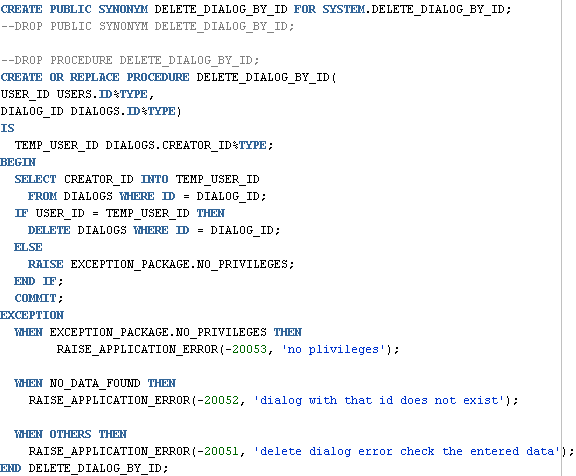 CREATE PUBLIC SYNONYM DELETE_DIALOG_BY_ID FOR SYSTEM.DELETE_DIALOG_BY_ID;
--DROP PUBLIC SYNONYM DELETE_DIALOG_BY_ID;

--DROP PROCEDURE DELETE_DIALOG_BY_ID;
CREATE OR REPLACE PROCEDURE DELETE_DIALOG_BY_ID(
USER_ID USERS.ID%TYPE,
DIALOG_ID DIALOGS.ID%TYPE)
IS
  TEMP_USER_ID DIALOGS.CREATOR_ID%TYPE;
BEGIN
  SELECT CREATOR_ID INTO TEMP_USER_ID
    FROM DIALOGS WHERE ID = DIALOG_ID;
  IF USER_ID = TEMP_USER_ID THEN
    DELETE DIALOGS WHERE ID = DIALOG_ID;
  ELSE
    RAISE EXCEPTION_PACKAGE.NO_PRIVILEGES;
  END IF;
  COMMIT;
EXCEPTION
  WHEN EXCEPTION_PACKAGE.NO_PRIVILEGES THEN
        RAISE_APPLICATION_ERROR(-20053, 'no plivileges');

  WHEN NO_DATA_FOUND THEN
    RAISE_APPLICATION_ERROR(-20052, 'dialog with that id does not exist');

  WHEN OTHERS THEN
    RAISE_APPLICATION_ERROR(-20051, 'delete dialog error check the entered data');
END DELETE_DIALOG_BY_ID;